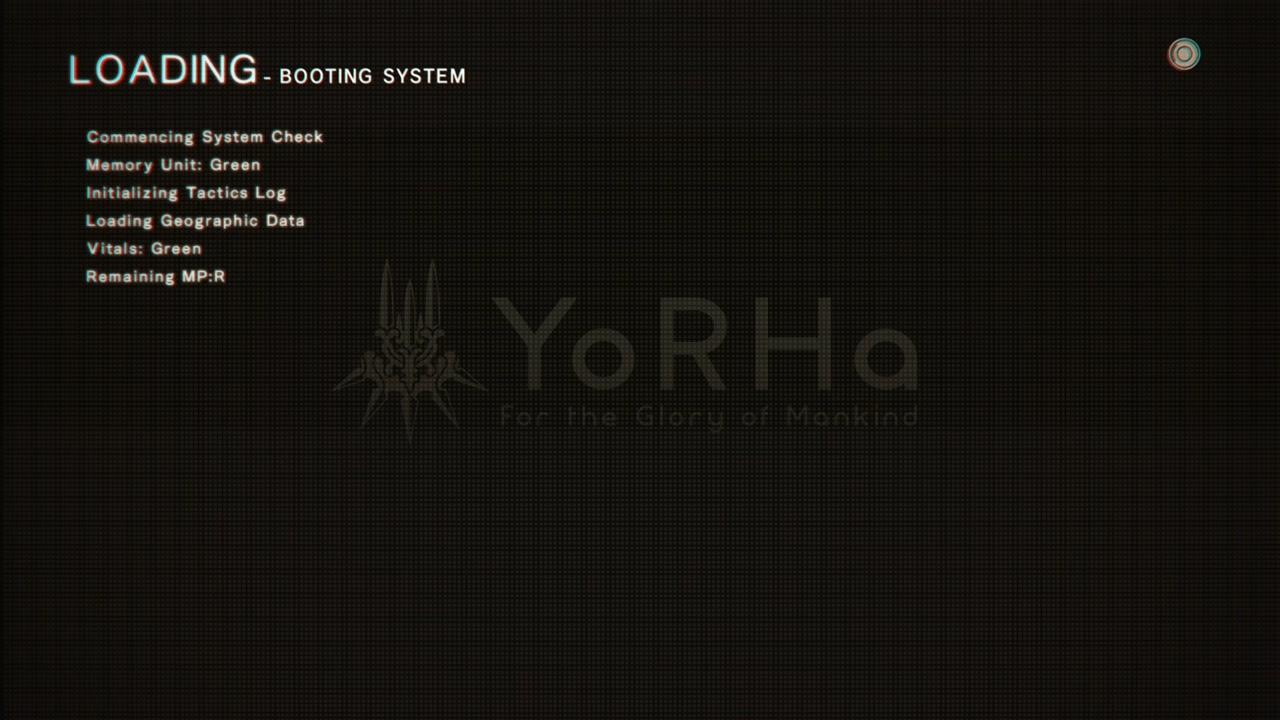 LOADING - BOOTING SYSTEM
Commencing System Check
Memory Unit: Green
Initializing Tactics Log
Loading Geographic Data
Vitals: Green
Remaining MP:R
YoRHa
For the Glory of Mankind